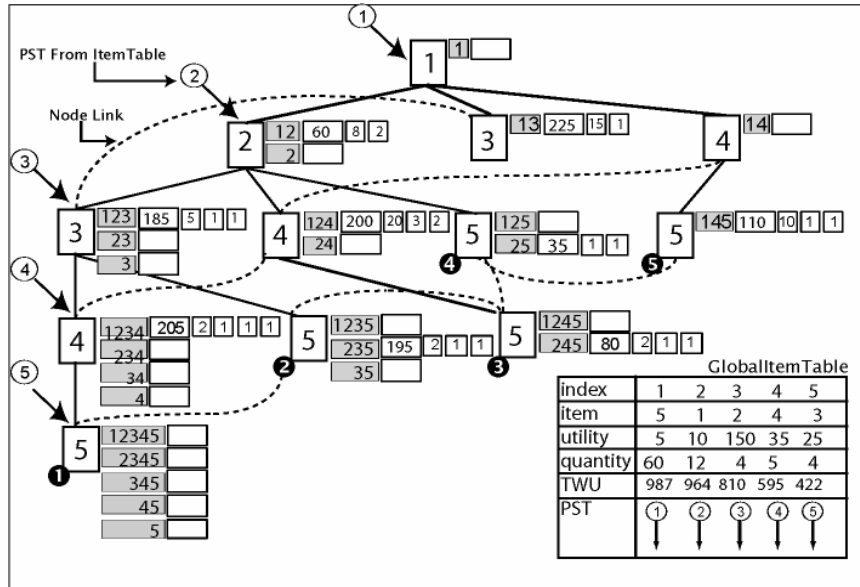 1
1
1
PST From ItemTable
2
2
12 60 8 2
2
3
13 225 15 1
4
14
Node Link
3
3
123 185 5 1 1
23
3
4
124 200 20 3 2
24
5
125
25 35 1 1
4
5
145 110 10 1 1
5
4
4
1234 205 2 1 1 1
234
34
4
5
1235
235 195 2 1 1
35
2
5
1245
245 80 2 1 1
3
5
5
12345
2345
345
45
5
1
GlobalItemTable
index 1 2 3 4 5
item 5 1 2 4 3
utility 5 10 150 35 25
quantity 60 12 4 5 4
TWU 987 964 810 595 422
PST 1 2 3 4 5